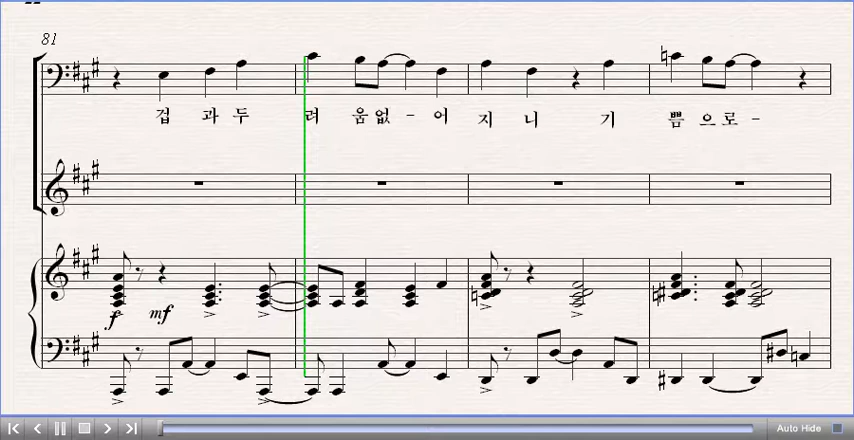 81
겁 과 두 려 움 없 - 어 지 니 기 쁨 으 로 -
f mf
Auto Hide